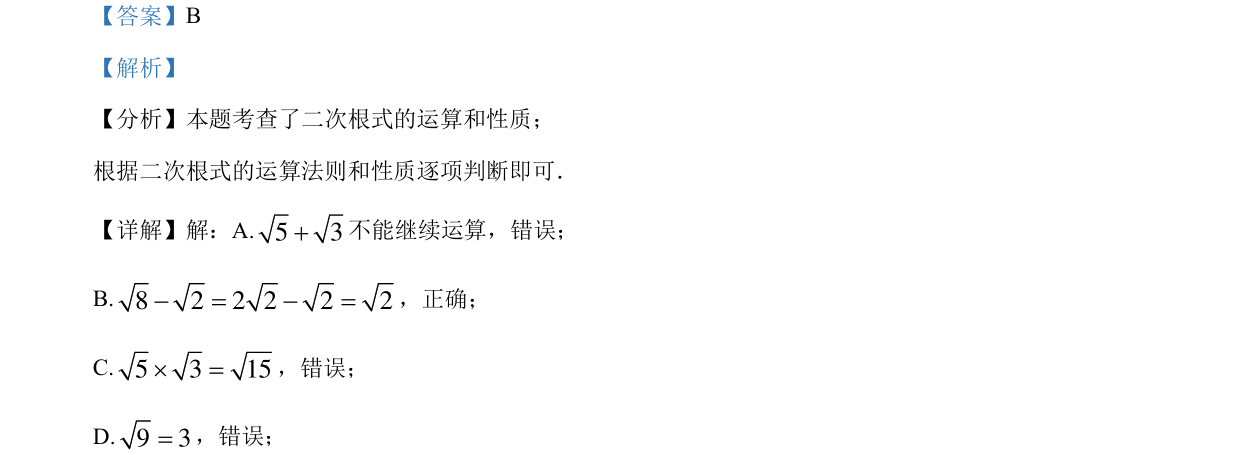 【答案】B
【解析】
【分析】本题考查了二次根式的运算和性质；
根据二次根式的运算法则和性质逐项判断即可．
【详解】解：A. √5 + √3 不能继续运算，错误；
B. √8 − √2 = 2√2 − √2 = √2，正确；
C. √5 × √3 = √15，错误；
D. √9 = 3，错误；